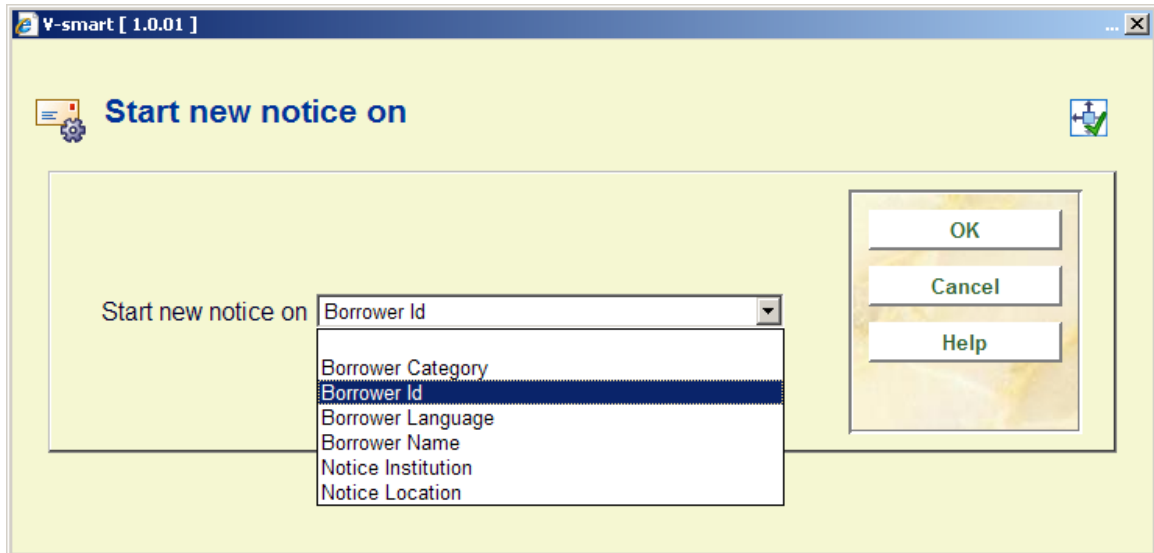 V-smart [ 1.0.01 ] ...
Start new notice on
OK
Cancel
Help
Start new notice on Borrower Id
Borrower Category
Borrower Id
Borrower Language
Borrower Name
Notice Institution
Notice Location